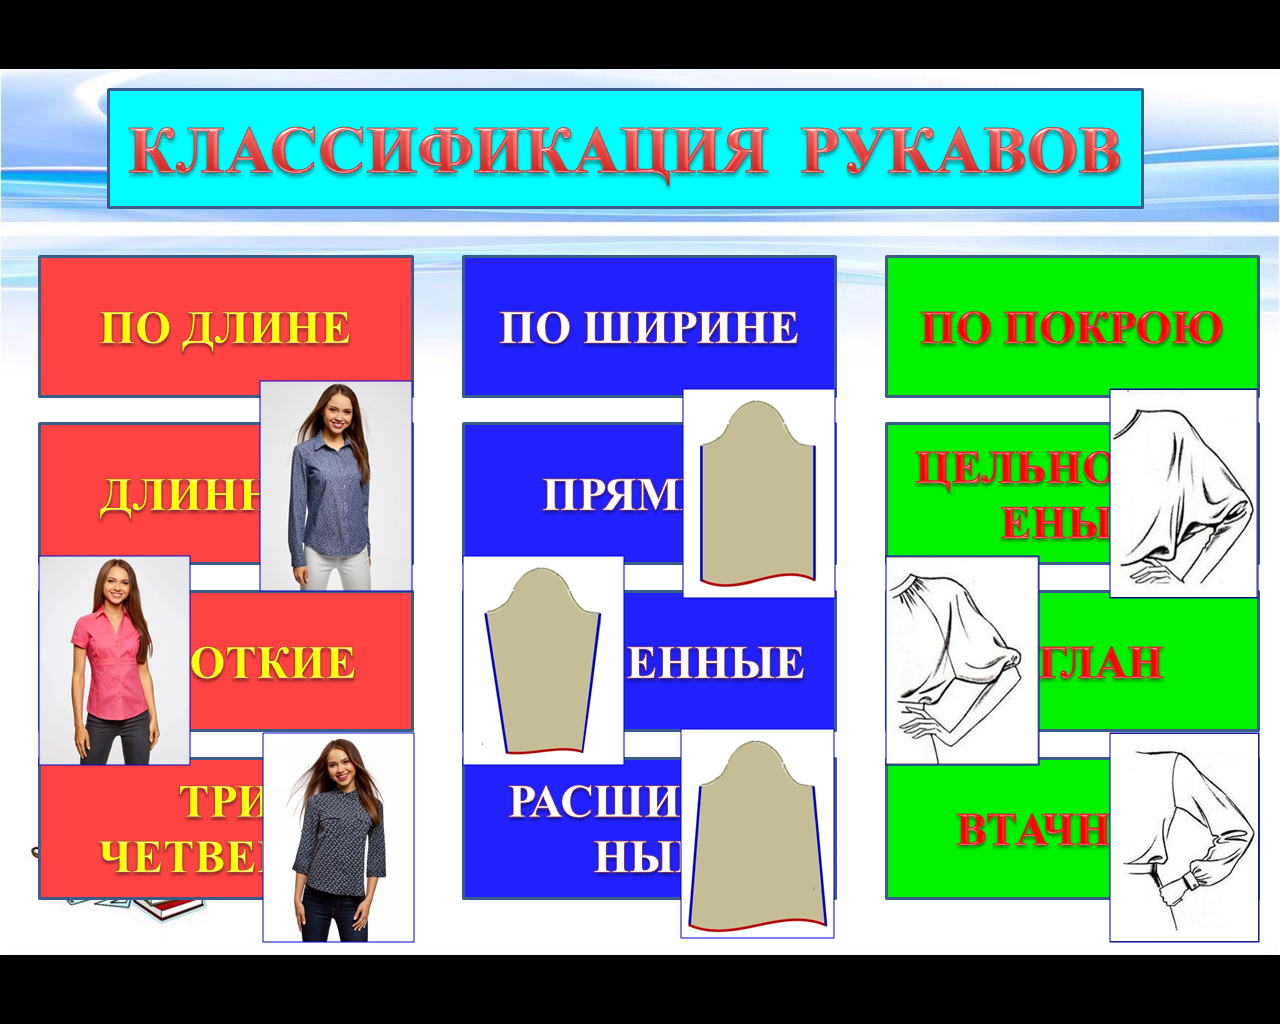 КЛАССИФИКАЦИЯ РУКАВОВ
ПО ДЛИНЕ
ПО ШИРИНЕ
ПО ПОКРОЮ
ДЛИНН
ПРЯМ
ЦЕЛЬНО
ЕНЫ
ОТКИЕ
ЕННЫЕ
ГЛАН
ТРИ
ЧЕТВЕ
РАСШИ
НЫ
ВТАЧН